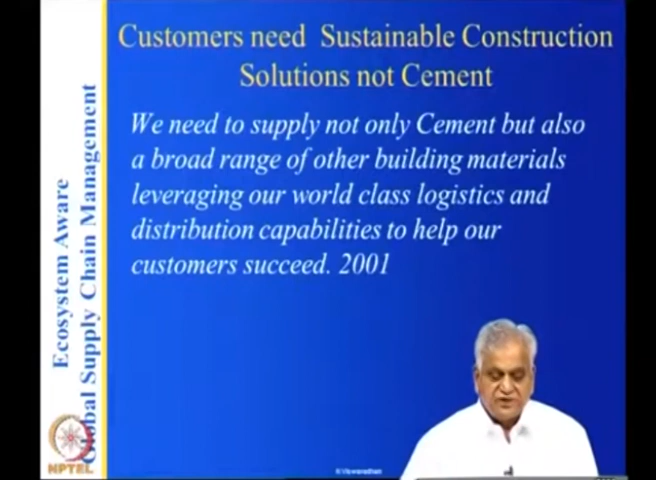 Customers need Sustainable Construction
Solutions not Cement
We need to supply not only Cement but also
a broad range of other building materials
leveraging our world class logistics and
distribution capabilities to help our
customers succeed. 2001
Ecosystem Aware
Global Supply Chain Management
NPTEL
N Viswanadham